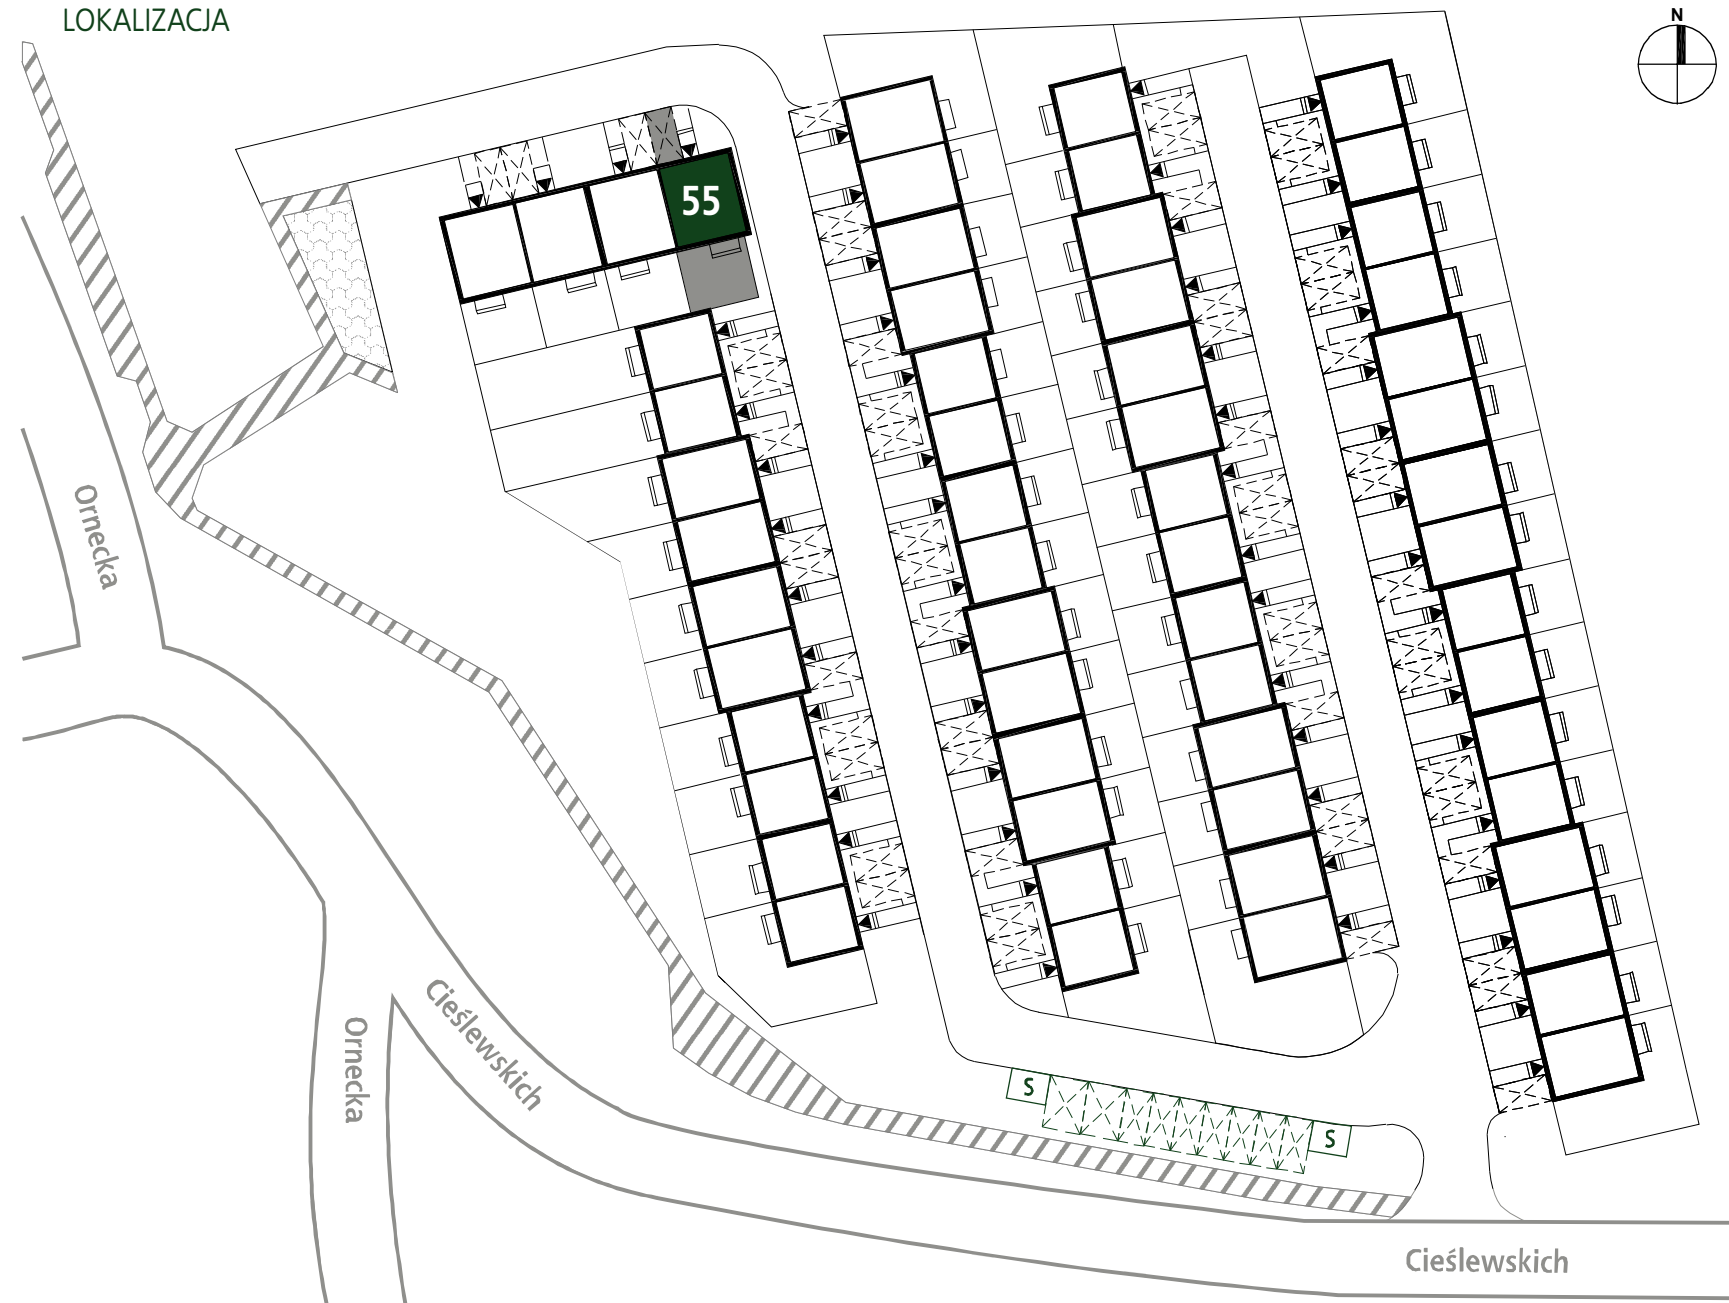 LOKALIZACJA
N
55
Ornecka
Cieślewskich
Ornecka
S
S
Cieślewskich